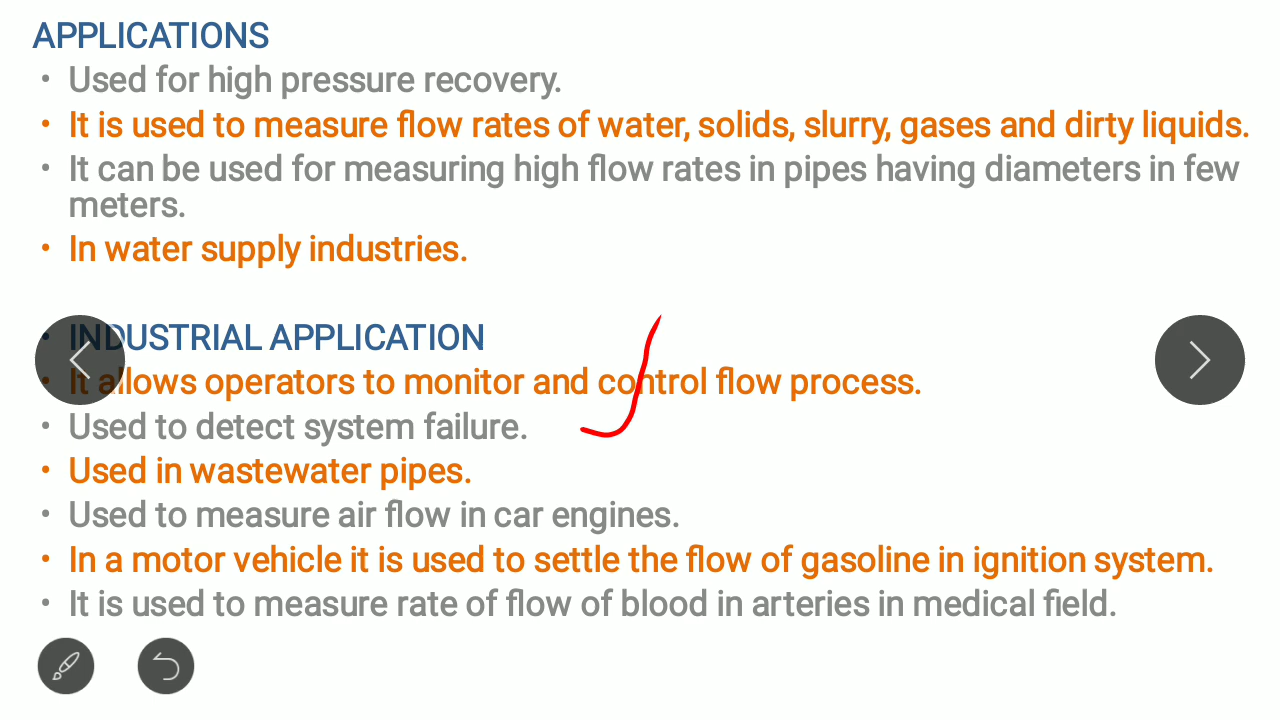 APPLICATIONS
• Used for high pressure recovery.
• It is used to measure flow rates of water, solids, slurry, gases and dirty liquids.
• It can be used for measuring high flow rates in pipes having diameters in few
meters.
• In water supply industries.
• INDUSTRIAL APPLICATION
• It allows operators to monitor and control flow process.
• Used to detect system failure.
• Used in wastewater pipes.
• Used to measure air flow in car engines.
• In a motor vehicle it is used to settle the flow of gasoline in ignition system.
• It is used to measure rate of flow of blood in arteries in medical field.